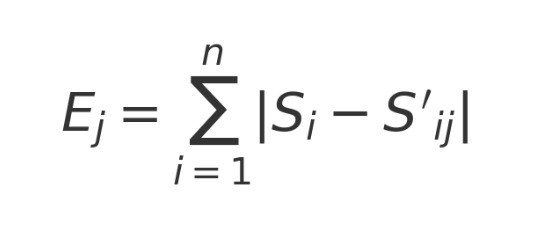 E_j = \sum_{i=1}^{n} |S_i - S'_{ij}|